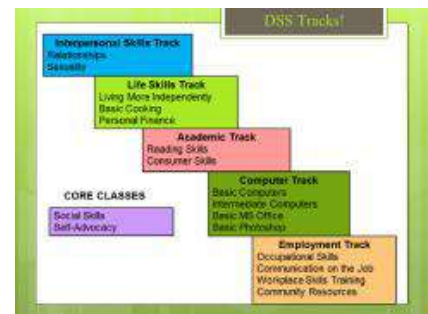 DSS Tracks!
Interpersonal Skills Track
Relationships
Sexuality
Life Skills Track
Living More Independently
Basic Cooking
Personal Finance
Academic Track
Reading Skills
Consumer Skills
CORE CLASSES
Social Skills
Self-Advocacy
Computer Track
Basic Computers
Intermediate Computers
Basic MS Office
Basic Photoshop
Employment Track
Occupational Skills
Communication on the Job
Workplace Skills Training
Community Resources